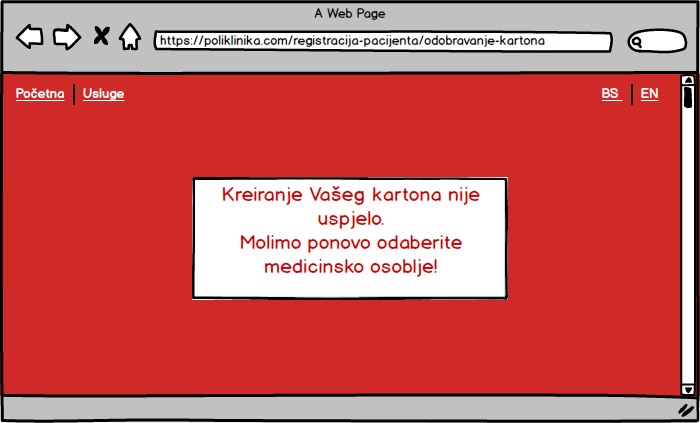 A Web Page
https://poliklinika.com/registracija-pacijenta/odobravanje-kartona
Početna Usluge BS EN
Kreiranje Vašeg kartona nije
uspjelo.
Molimo ponovo odaberite
medicinsko osoblje!